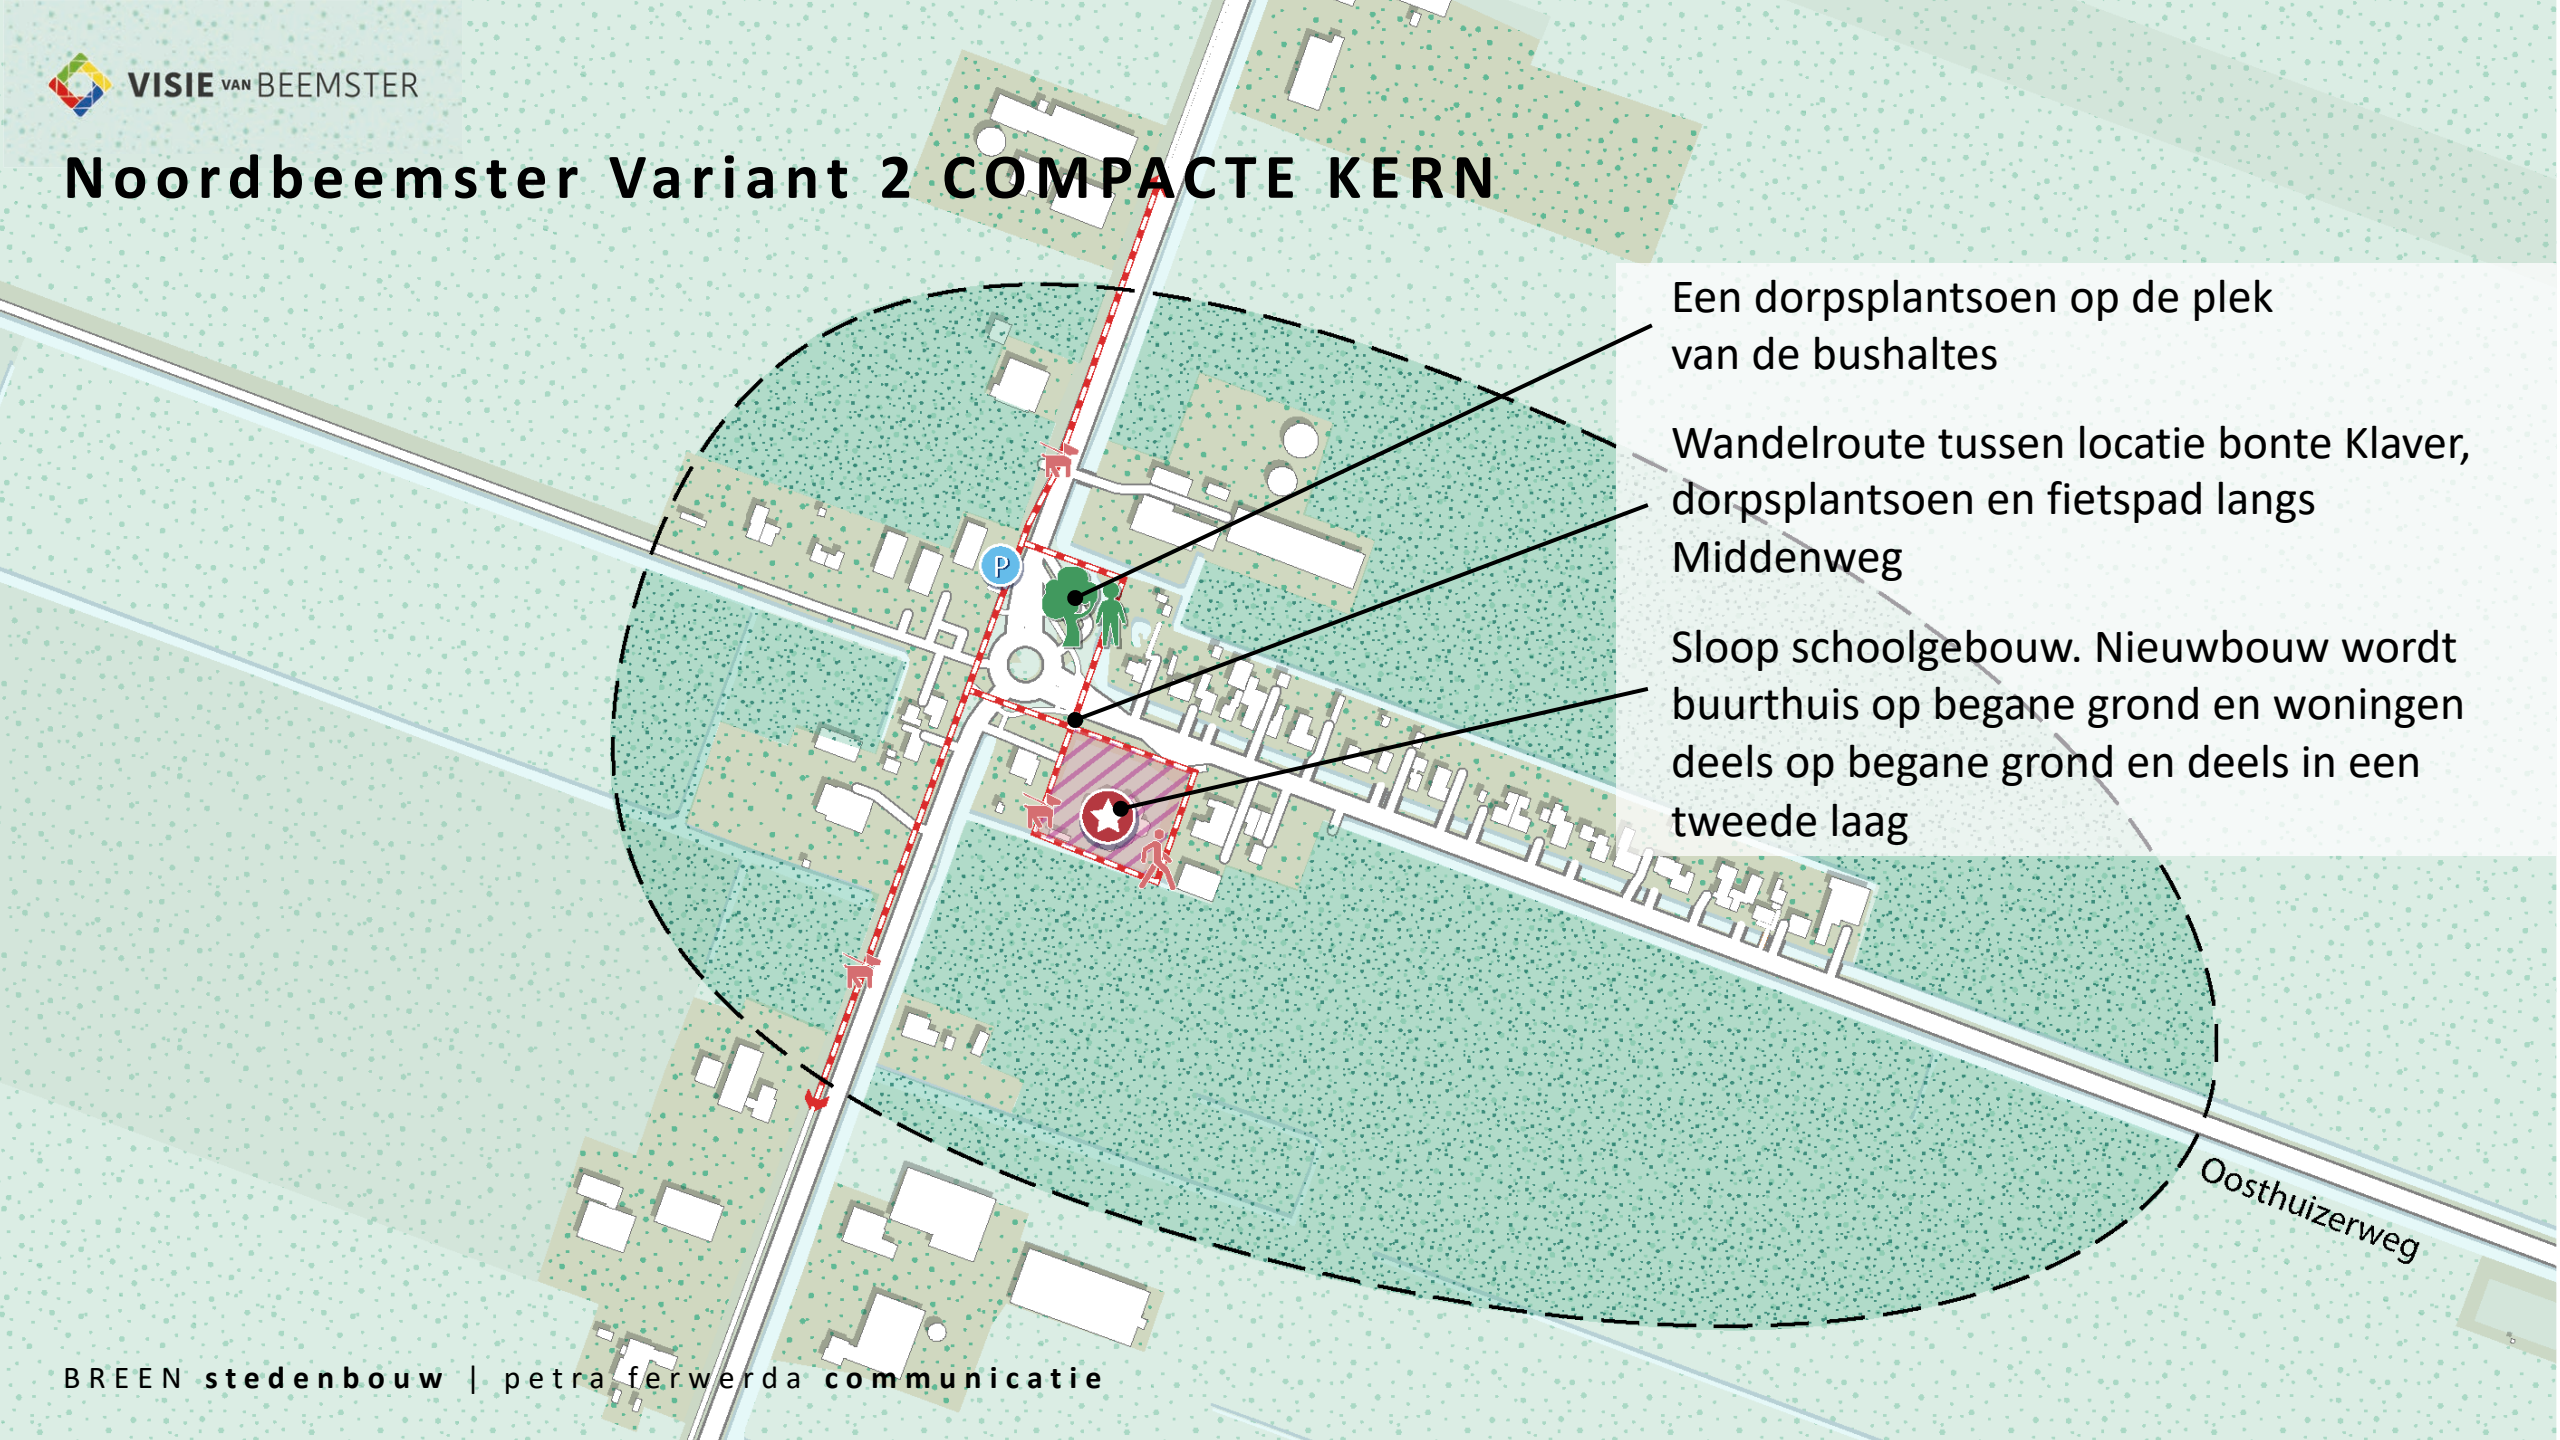 VISIE VAN BEEMSTER
Noordbeemster Variant 2 COMPACTE KERN
Een dorpsplantsoen op de plek
van de bushaltes
Wandelroute tussen locatie bonte Klaver,
dorpsplantsoen en fietspad langs
Middenweg
Sloop schoolgebouw. Nieuwbouw wordt
buurthuis op begane grond en woningen
deels op begane grond en deels in een
tweede laag
P
Oosthuizerweg
BREEN stedenbouw | petra ferwerda communicatie